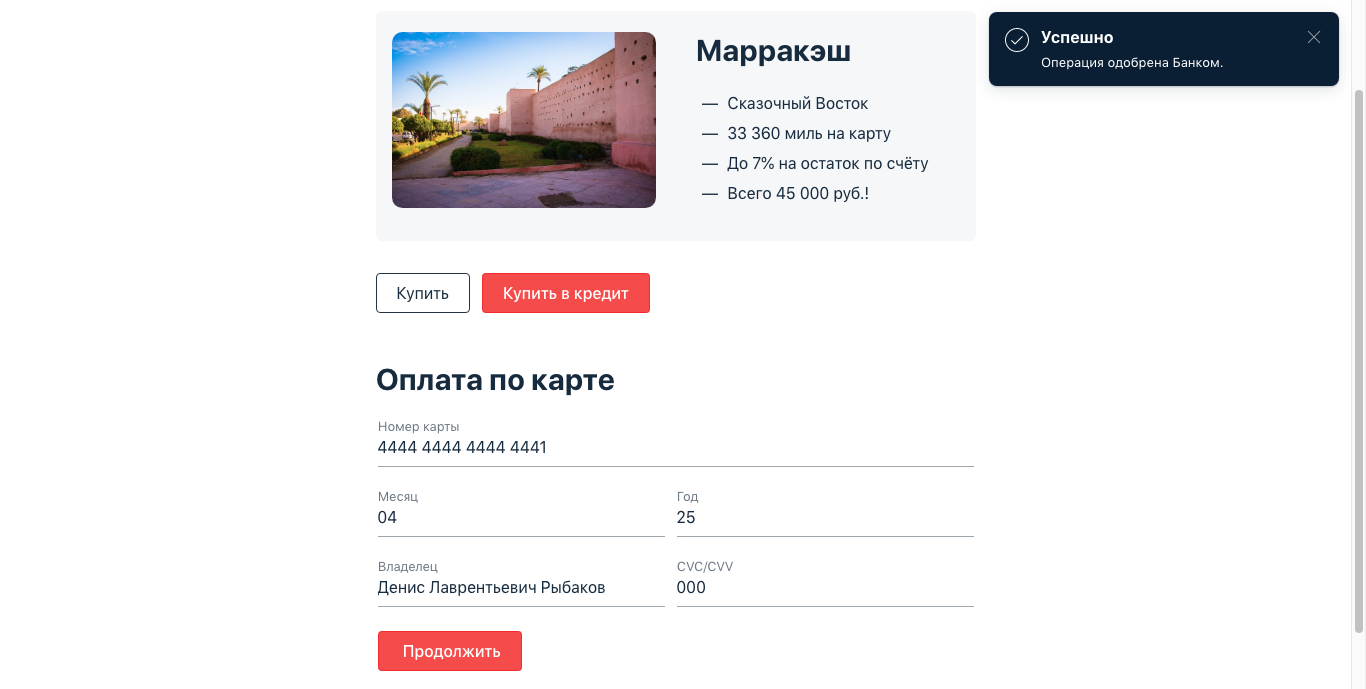 Марракэш
— Сказочный Восток
— 33 360 миль на карту
— До 7% на остаток по счёту
— Всего 45 000 руб.!
Успешно
Операция одобрена Банком.
Купить
Купить в кредит
Оплата по карте
Номер карты
4444 4444 4444 4441
Месяц
04
Год
25
Владелец
Денис Лаврентьевич Рыбаков
CVC/CVV
000
Продолжить